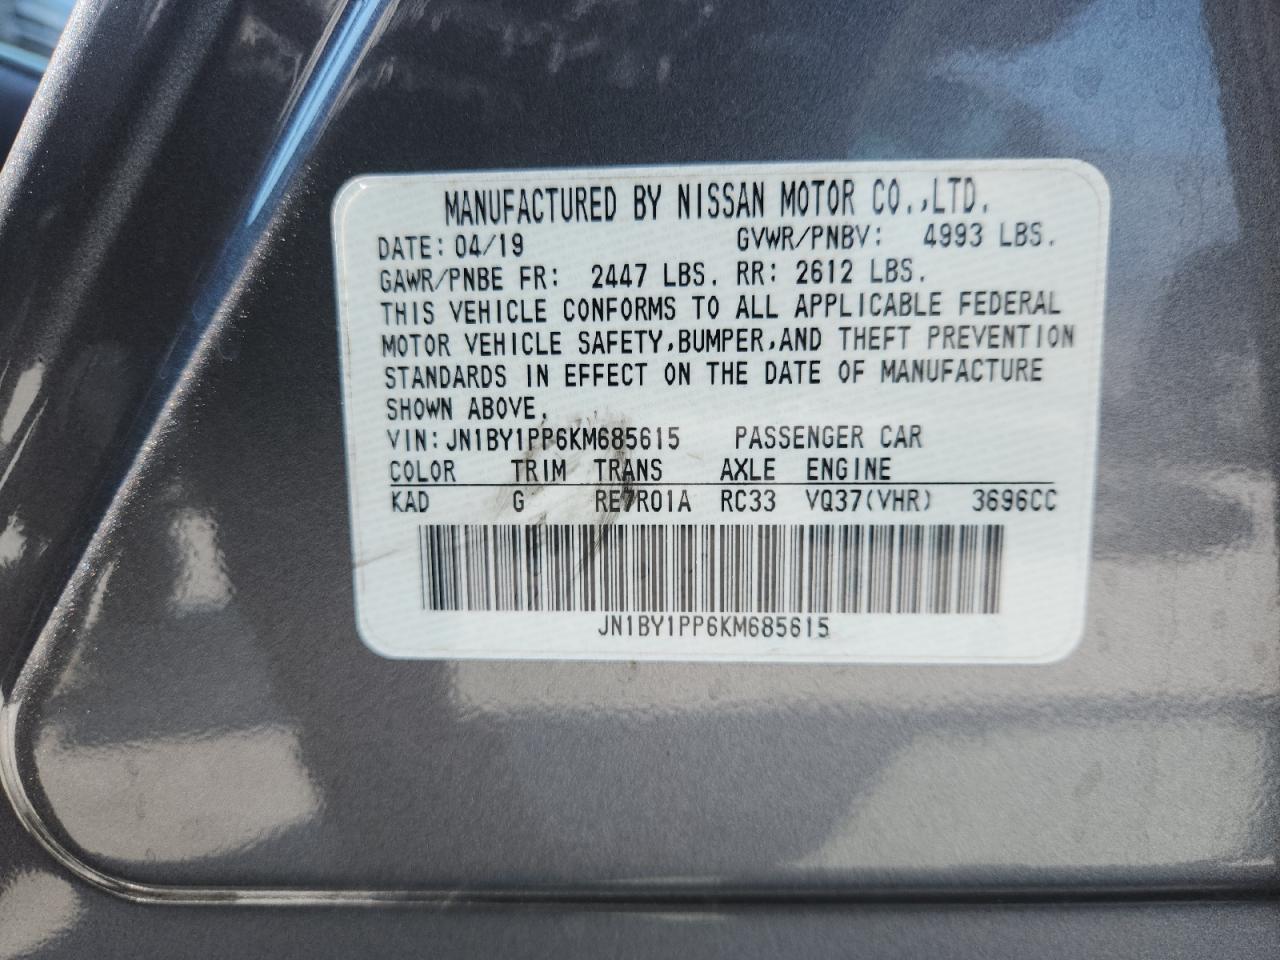 MANUFACTURED BY NISSAN MOTOR CO.,LTD.
DATE: 04/19 GVWR/PNBV: 4993 LBS.
GAWR/PNBE FR: 2447 LBS. RR: 2612 LBS.
THIS VEHICLE CONFORMS TO ALL APPLICABLE FEDERAL
MOTOR VEHICLE SAFETY,BUMPER,AND THEFT PREVENTION
STANDARDS IN EFFECT ON THE DATE OF MANUFACTURE
SHOWN ABOVE.
VIN: JN1BY1PP6KM685615 PASSENGER CAR
COLOR TRIM TRANS AXLE ENGINE
KAD G RE7R01A RC33 VQ37(VHR) 3696CC
JN1BY1PP6KM685615